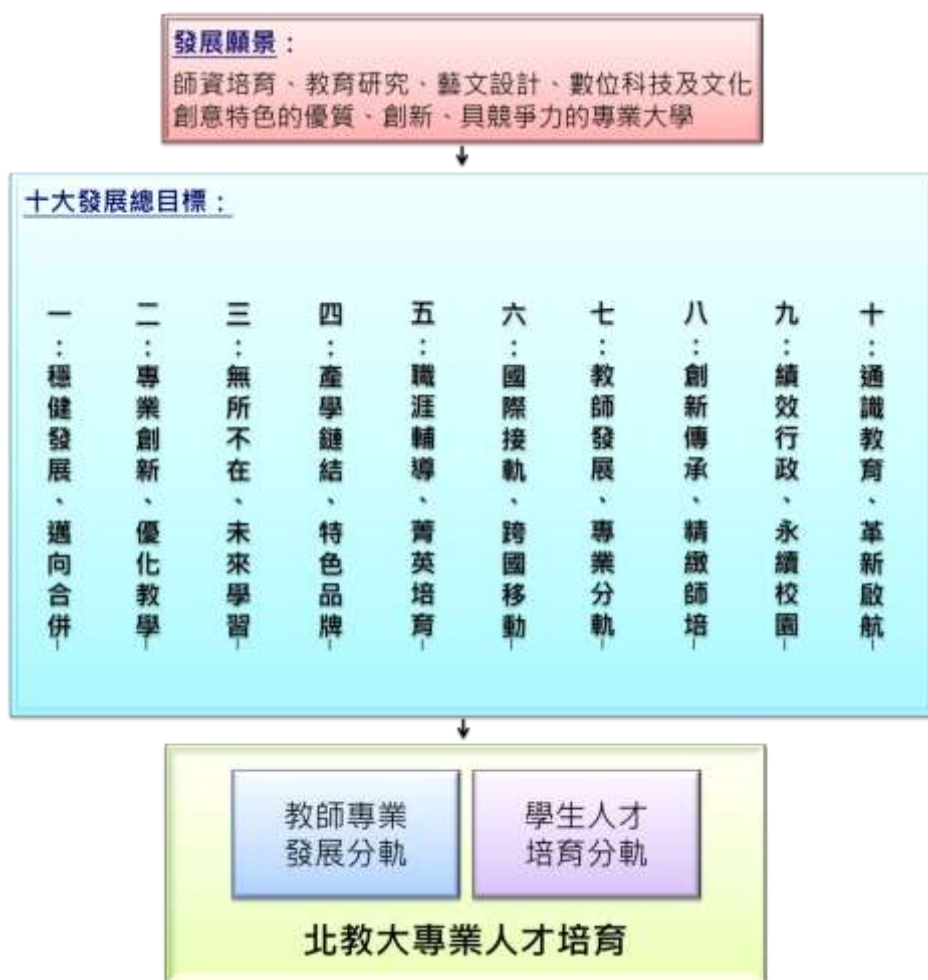 發展願景：
師資培育、教育研究、藝文設計、數位科技及文化
創意特色的優質、創新、具競爭力的專業大學
十大發展總目標：
一：穩健發展、邁向合併
二：專業創新、優化教學
三：無所不在、未來學習
四：產學鏈結、特色品牌
五：職涯輔導、菁英培育
六：國際接軌、跨國移動
七：教師發展、專業分軌
八：創新傳承、精緻師培
九：績效行政、永續校園
十：通識教育、革新啟航
教師專業
發展分軌
學生人才
培育分軌
北教大專業人才培育